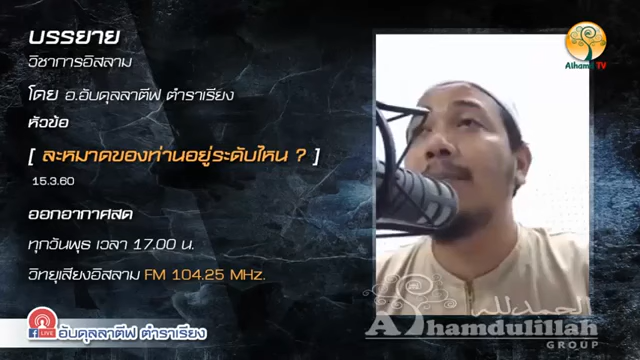 บรรยาย
วิชาการอิสลาม
โดย อ.อับดุลลาตีฟ ตำราเรียง
หัวข้อ
[ ละหมาดของท่านอยู่ระดับไหน ? ]
15.3.60
ออกอากาศสด
ทุกวันพุธ เวลา 17.00 น.
วิทยุเสียงอิสลาม FM 104.25 MHz.
LIVE
อับดุลลาตีฟ ตำราเรียง
Alhamd TV
الحمد لله
Alhamdulillah
GROUP